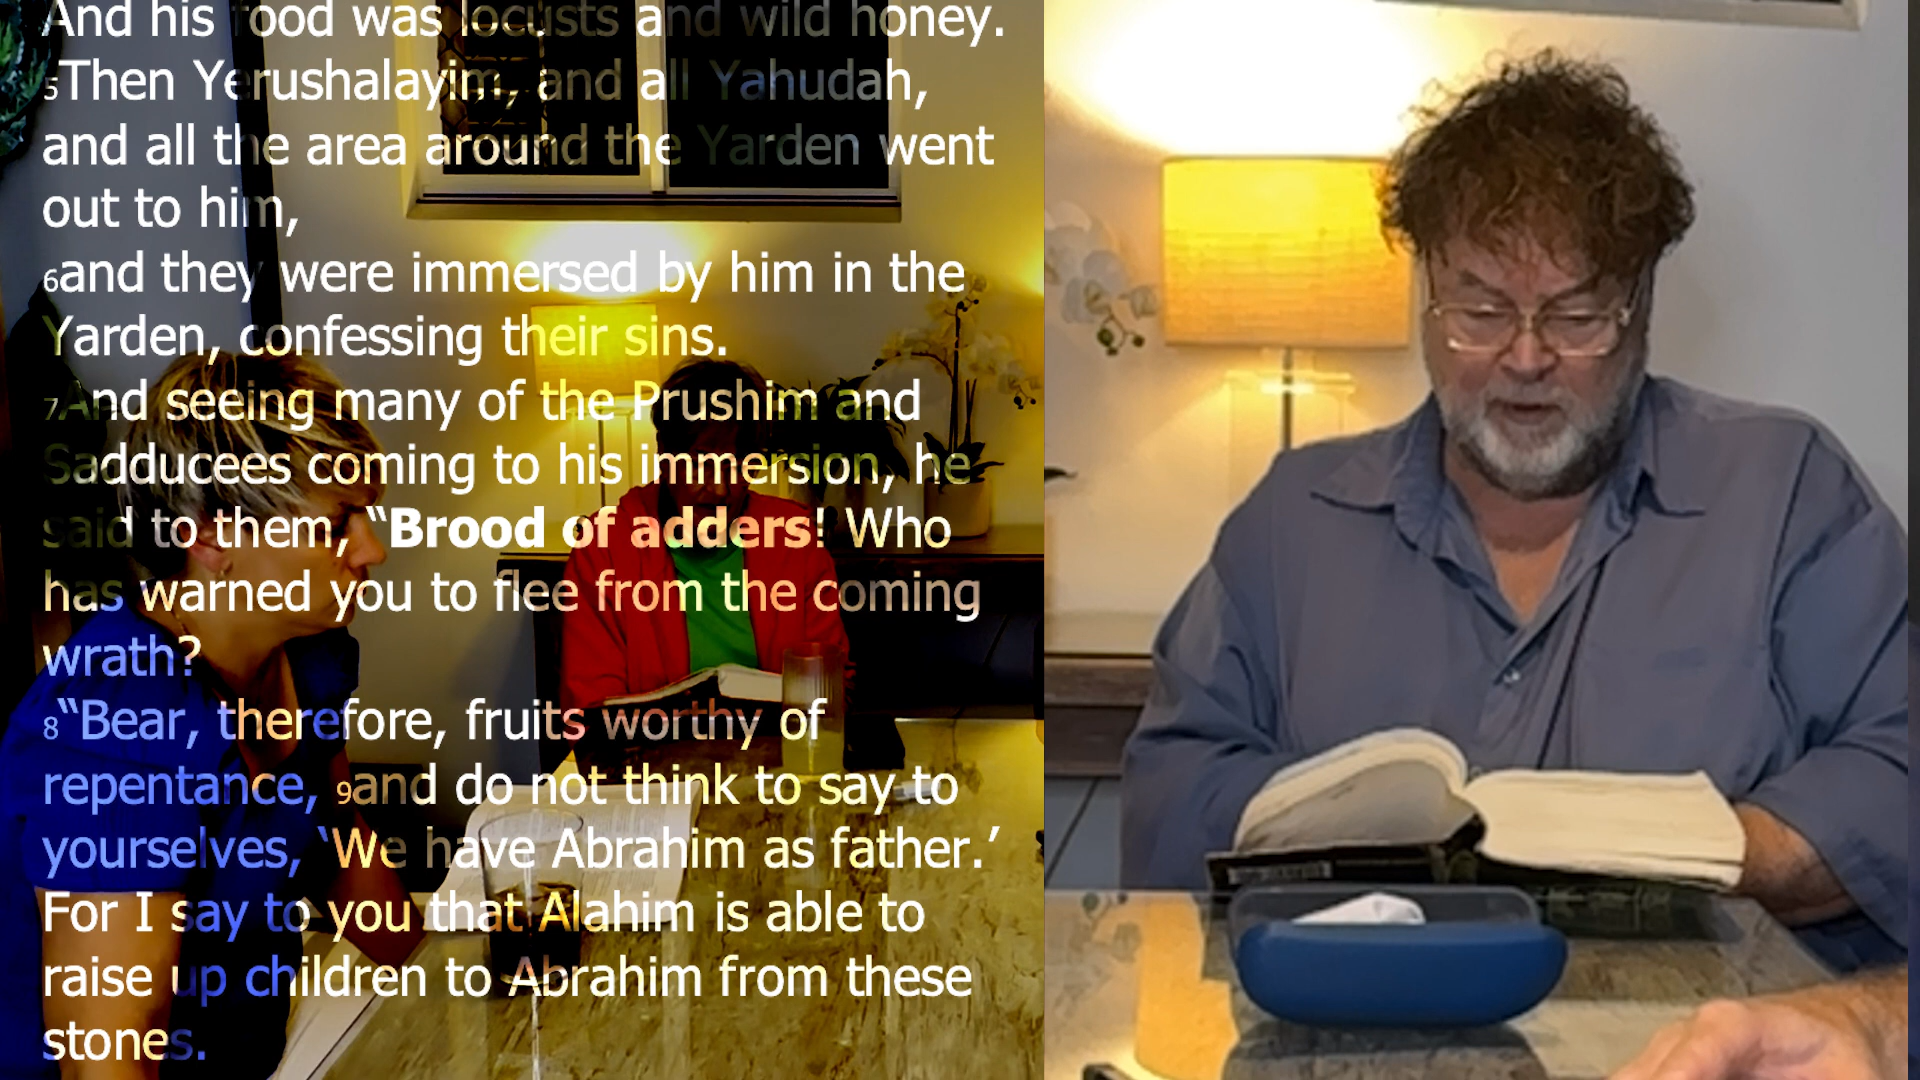 And his food was locusts and wild honey.
5Then Yerushalayim, and all Yahudah,
and all the area around the Yarden went
out to him,
6and they were immersed by him in the
Yarden, confessing their sins.
7And seeing many of the Prushim and
Sadducees coming to his immersion, he
said to them, “Brood of adders! Who
has warned you to flee from the coming
wrath?
8“Bear, therefore, fruits worthy of
repentance, 9and do not think to say to
yourselves, ‘We have Abrahim as father.’
For I say to you that Alahim is able to
raise up children to Abrahim from these
stones.